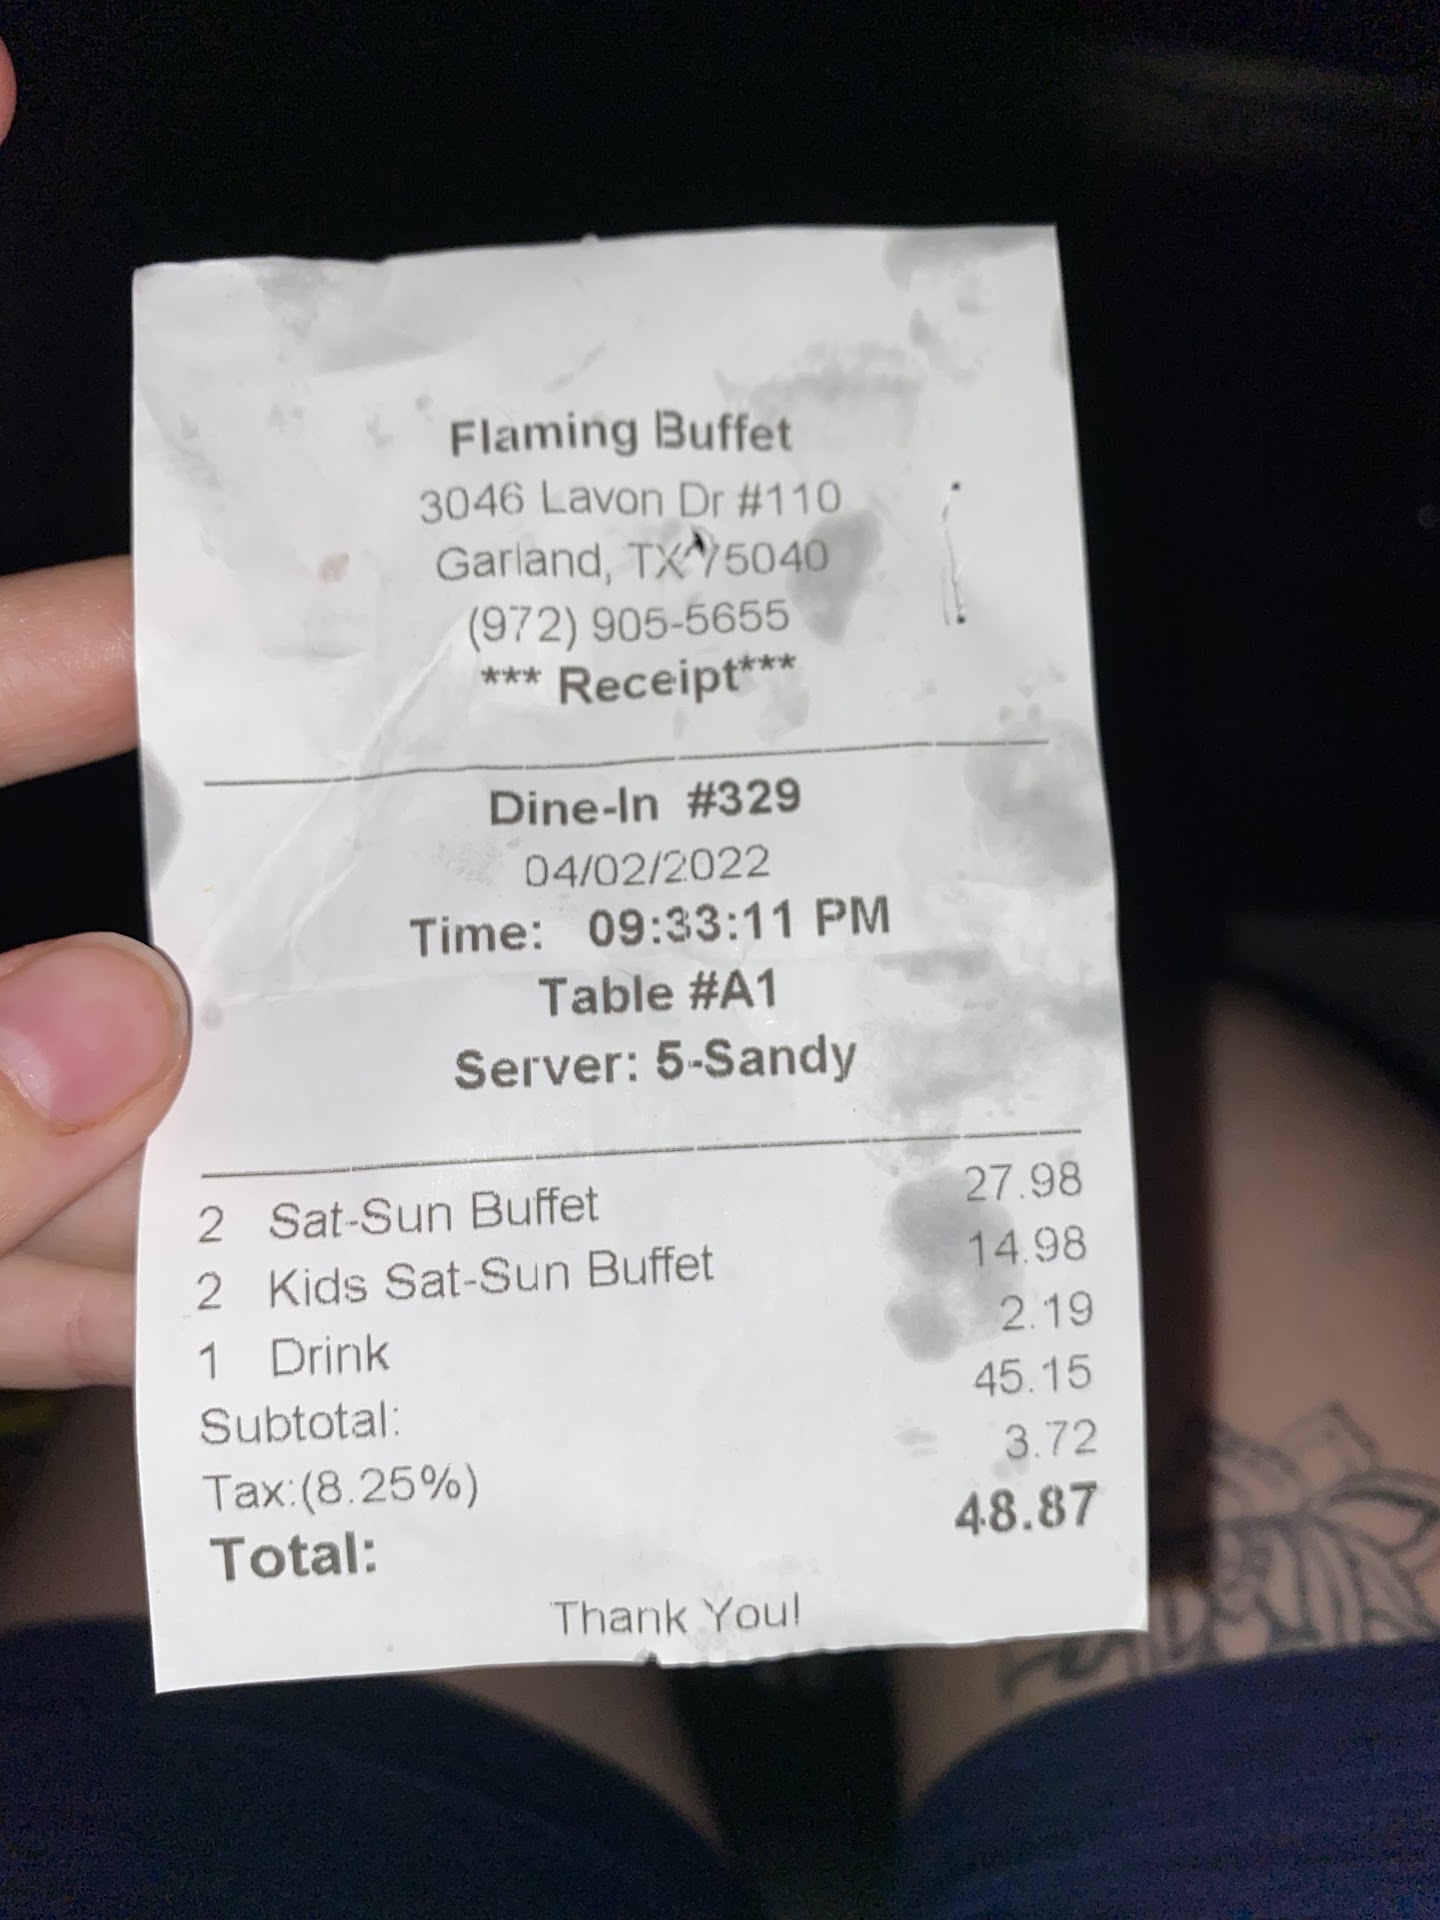 Flaming Buffet
3046 Lavon Dr #110
Garland, TX 75040
(972) 905-5655
*** Receipt***
Dine-In #329
04/02/2022
Time: 09:33:11 PM
Table #A1
Server: 5-Sandy
2 Sat-Sun Buffet 27.98
2 Kids Sat-Sun Buffet 14.98
1 Drink 2.19
Subtotal: 45.15
Tax:(8.25%) 3.72
Total: 48.87
Thank You!